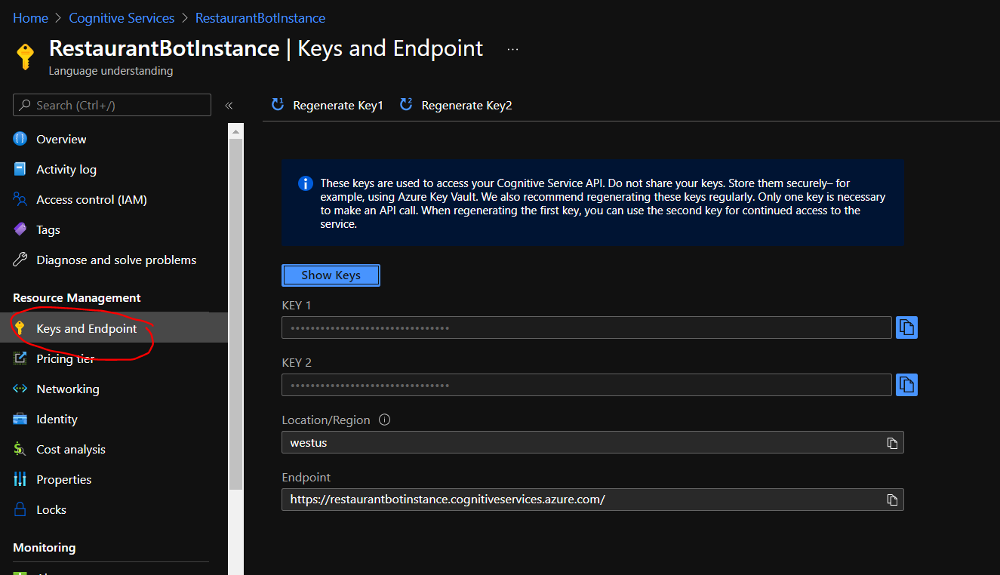 Home > Cognitive Services > RestaurantBotInstance
RestaurantBotInstance | Keys and Endpoint ...
Language understanding
Search (Ctrl+/)
«
Overview
Activity log
Access control (IAM)
Tags
Diagnose and solve problems
Resource Management
Keys and Endpoint
Pricing tier
Networking
Identity
Cost analysis
Properties
Locks
Monitoring
Regenerate Key1
Regenerate Key2
These keys are used to access your Cognitive Service API. Do not share your keys. Store them securely– for
example, using Azure Key Vault. We also recommend regenerating these keys regularly. Only one key is necessary
to make an API call. When regenerating the first key, you can use the second key for continued access to the
service.
Show Keys
KEY 1
•••••••••••••••••••••••••••••••
KEY 2
•••••••••••••••••••••••••••••••
Location/Region
westus
Endpoint
https://restaurantbotinstance.cognitiveservices.azure.com/